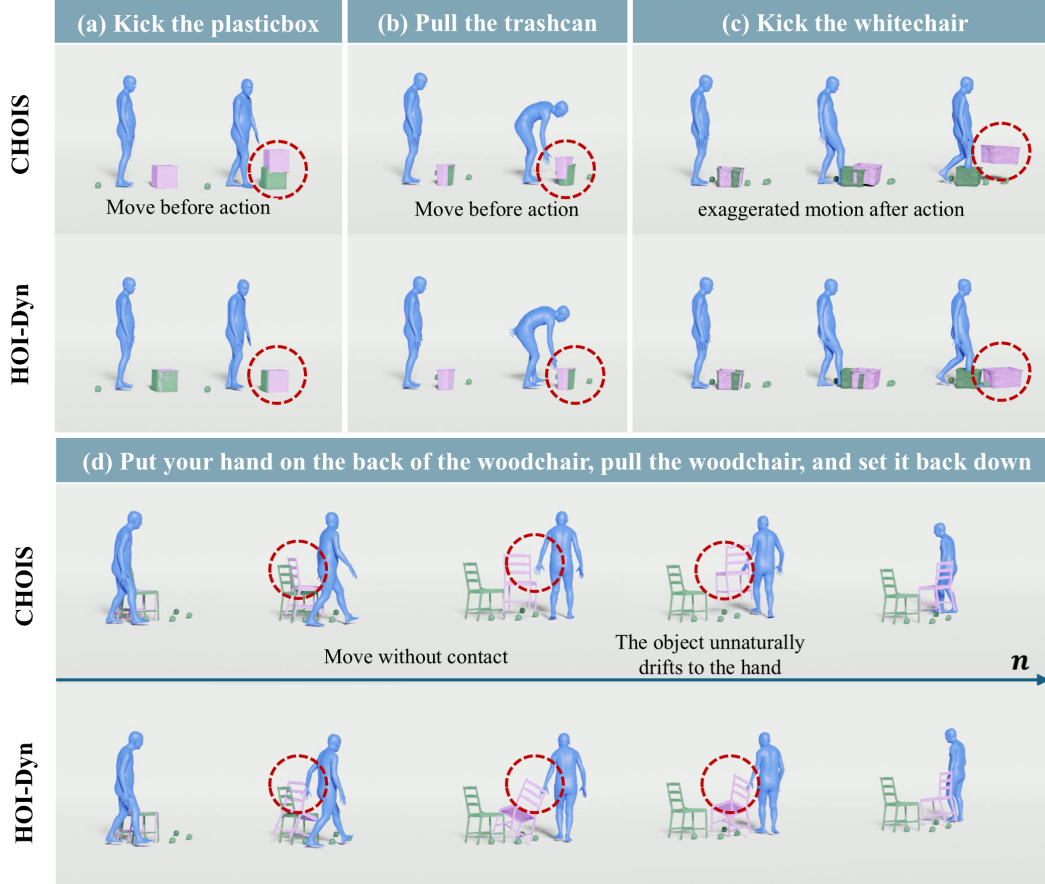 (a) Kick the plasticbox
(b) Pull the trashcan
(c) Kick the whitechair
CHOIS
Move before action
Move before action
exaggerated motion after action
HOI-Dyn
(d) Put your hand on the back of the woodchair, pull the woodchair, and set it back down
CHOIS
Move without contact
The object unnaturally
drifts to the hand
n
HOI-Dyn